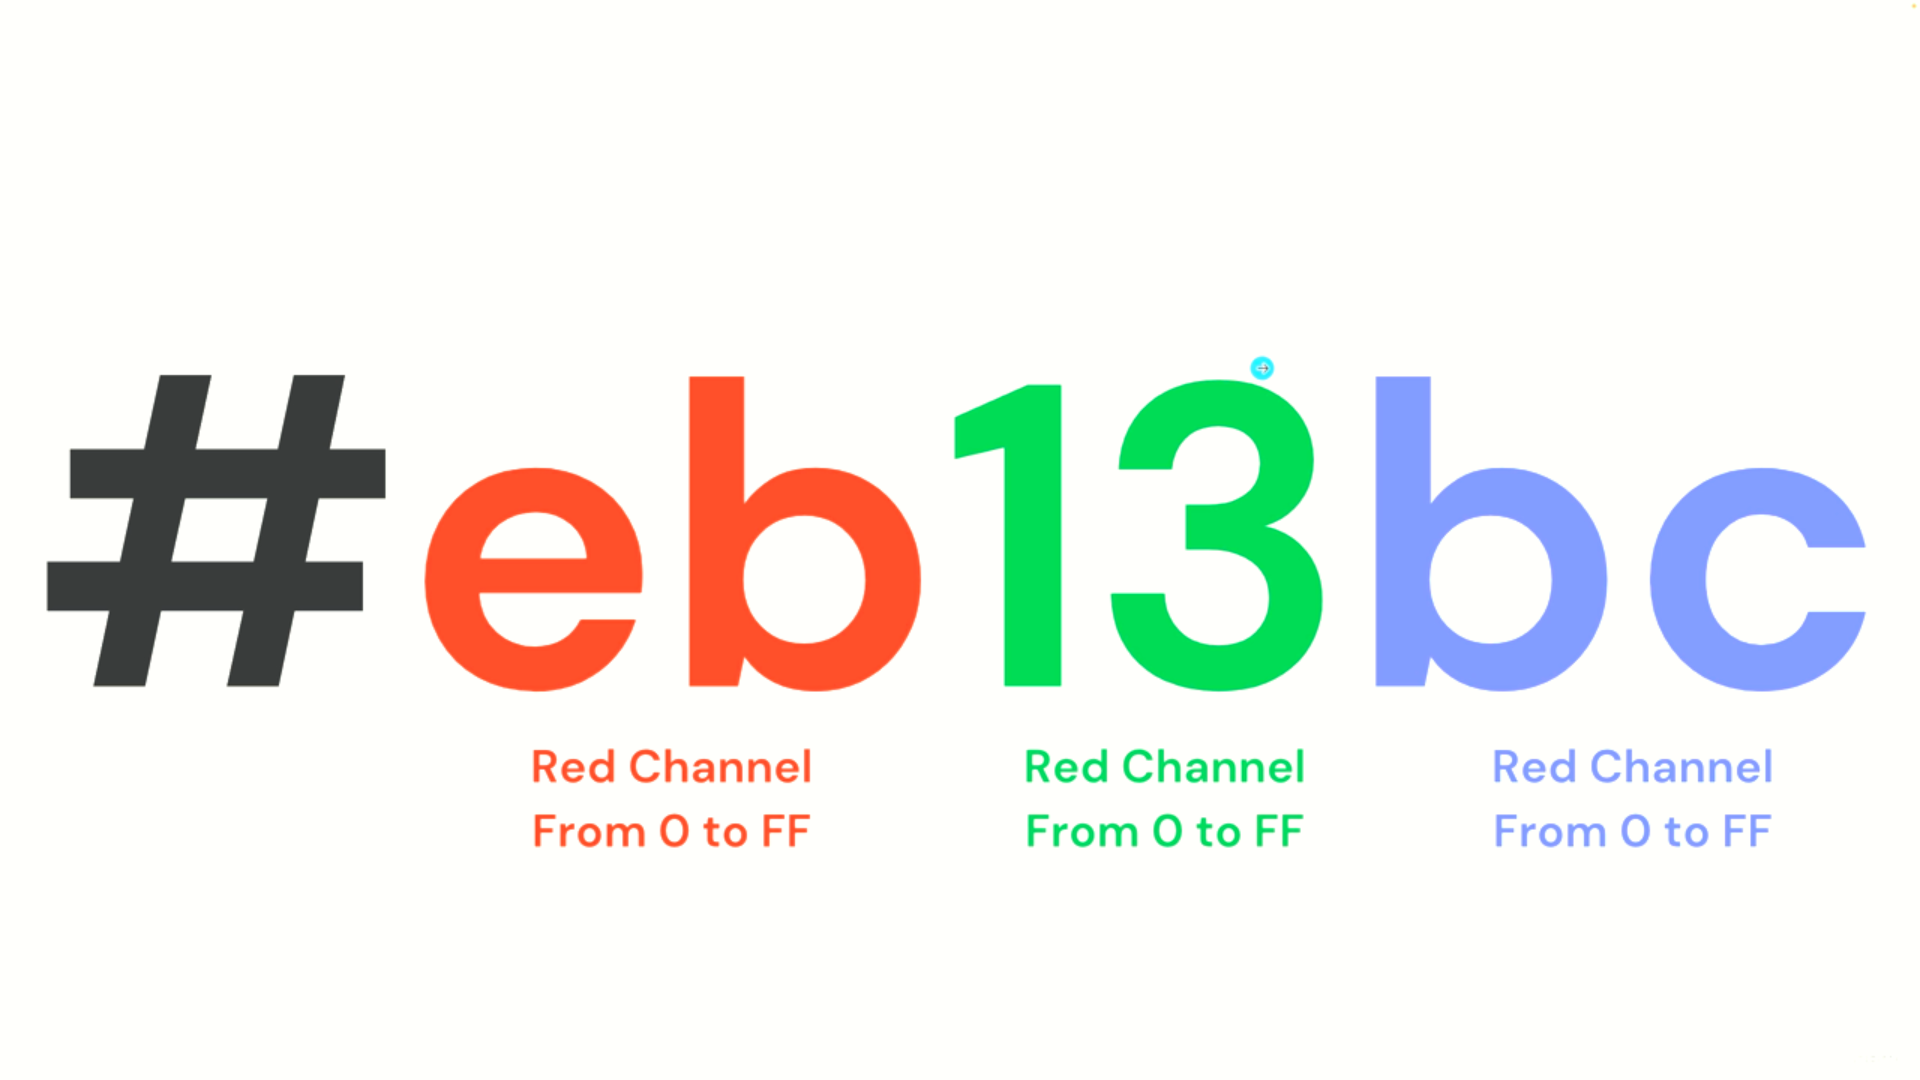 #eb13bc
Red Channel
From 0 to FF
Red Channel
From 0 to FF
Red Channel
From 0 to FF